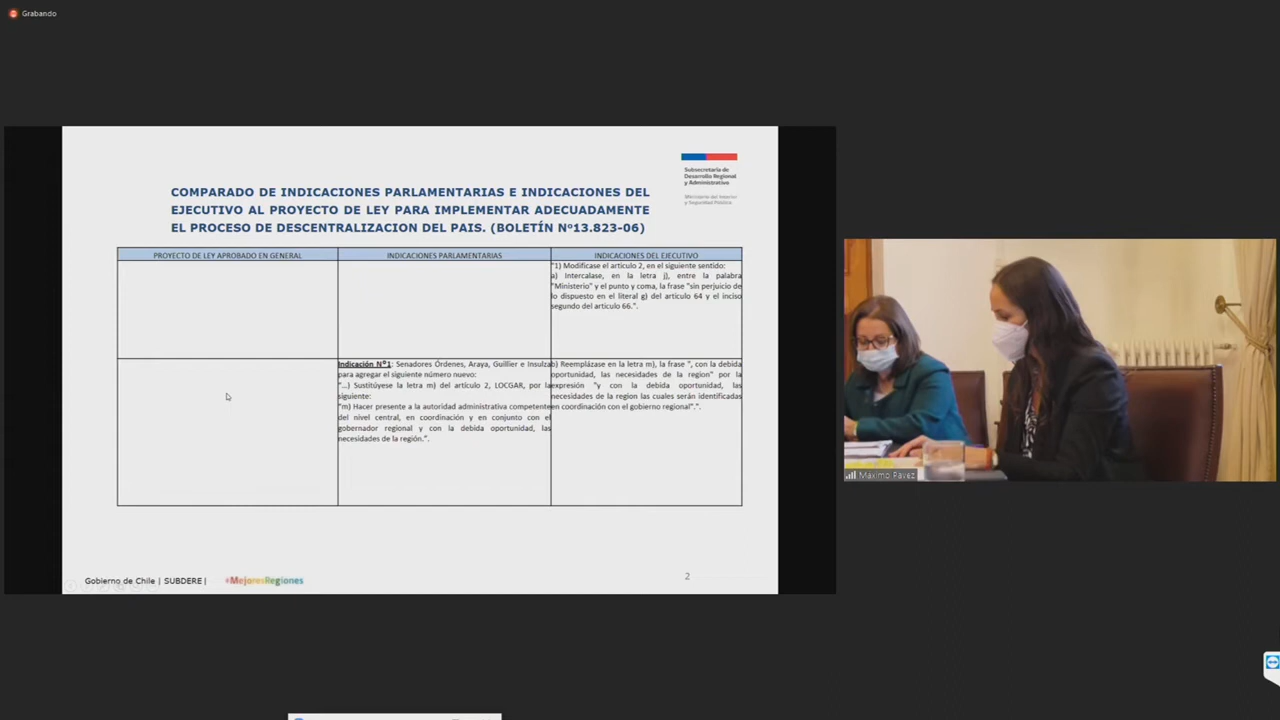 Grabando
Subsecretaría de
Desarrollo Regional
y Administrativo
Ministerio del Interior
y Seguridad Pública
COMPARADO DE INDICACIONES PARLAMENTARIAS E INDICACIONES DEL
EJECUTIVO AL PROYECTO DE LEY PARA IMPLEMENTAR ADECUADAMENTE
EL PROCESO DE DESCENTRALIZACION DEL PAIS. (BOLETÍN Nº13.823-06)
PROYECTO DE LEY APROBADO EN GENERAL
INDICACIONES PARLAMENTARIAS
INDICACIONES DEL EJECUTIVO
"1) Modifícase el artículo 2, en el siguiente sentido:
a) Intercálase, en la letra j), entre la palabra
"Ministerio" y el punto y coma, la frase "sin perjuicio de
lo dispuesto en el literal g) del artículo 64 y el inciso
segundo del artículo 66.".
Indicación Nº1: Senadores Órdenes, Araya, Guillier e Insulza
para agregar el siguiente número nuevo:
"...) Sustitúyese la letra m) del artículo 2, LOCGAR, por la
siguiente:
"m) Hacer presente a la autoridad administrativa competente
del nivel central, en coordinación y en conjunto con el
gobernador regional y con la debida oportunidad, las
necesidades de la región.".
b) Reemplázase en la letra m), la frase ", con la debida
oportunidad, las necesidades de la region" por la
expresión "y con la debida oportunidad, las
necesidades de la region las cuales serán identificadas
en coordinación con el gobierno regional".".
Gobierno de Chile | SUBDERE |
#MejoresRegiones
2
Maximo Pavez